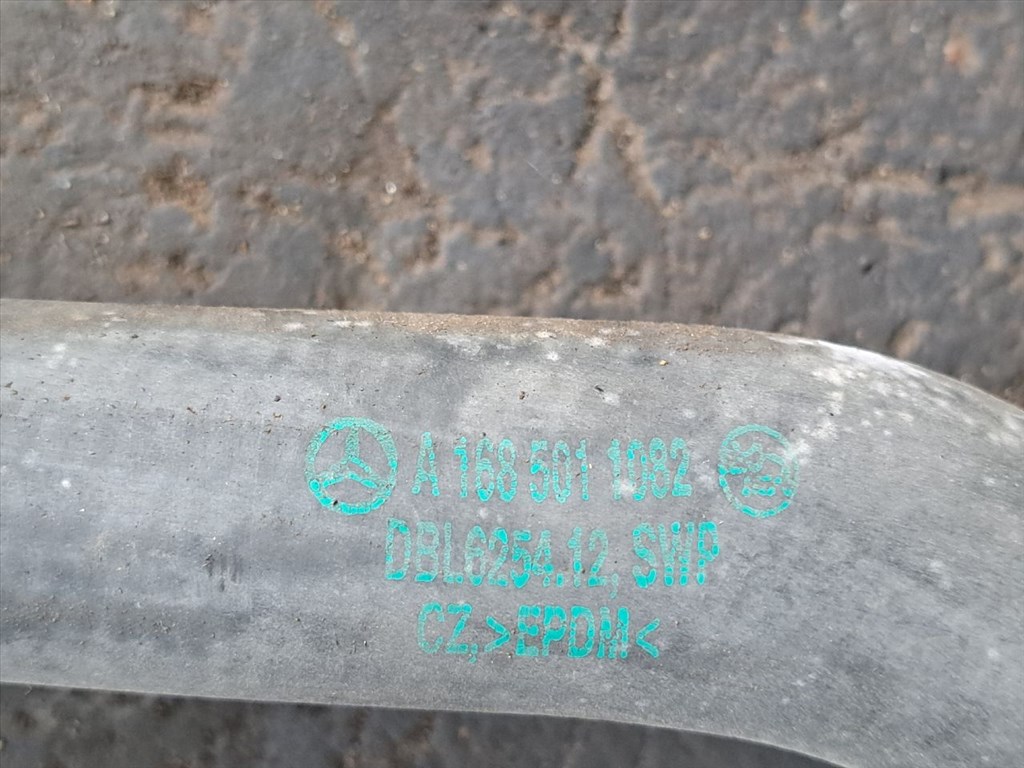 A 168 501 1082
DBL6254.12, SWP
CZ,>EPDM<